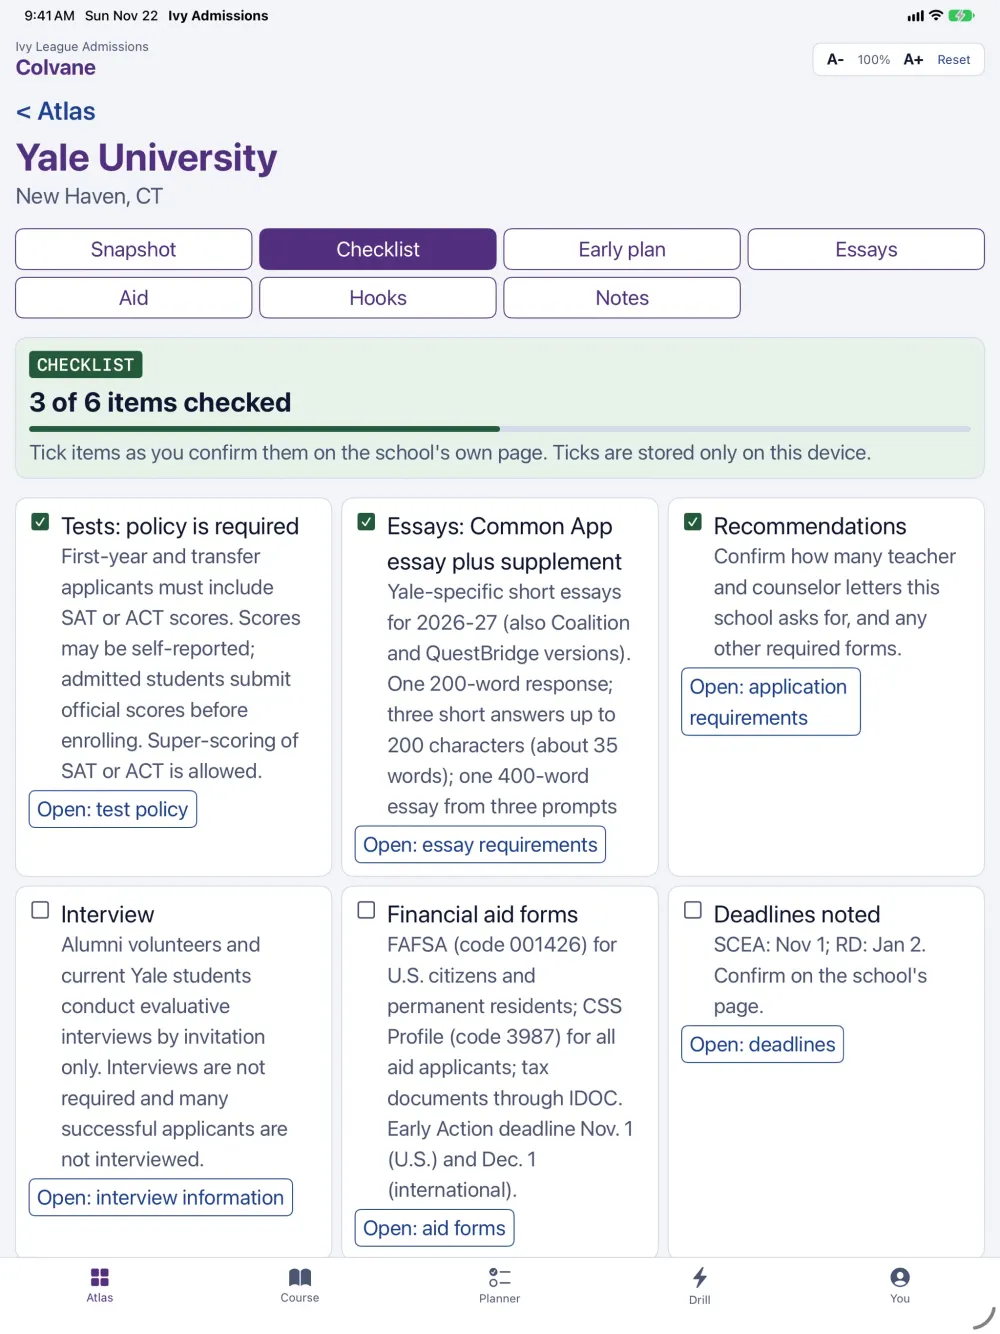 9:41 AM Sun Nov 22 Ivy Admissions
Ivy League Admissions
Colvane
A- 100% A+ Reset
< Atlas
Yale University
New Haven, CT
Snapshot
Checklist
Early plan
Essays
Aid
Hooks
Notes
CHECKLIST
3 of 6 items checked
Tick items as you confirm them on the school's own page. Ticks are stored only on this device.
Tests: policy is required
First-year and transfer
applicants must include
SAT or ACT scores. Scores
may be self-reported;
admitted students submit
official scores before
enrolling. Super-scoring of
SAT or ACT is allowed.
Open: test policy
Essays: Common App
essay plus supplement
Yale-specific short essays
for 2026-27 (also Coalition
and QuestBridge versions).
One 200-word response;
three short answers up to
200 characters (about 35
words); one 400-word
essay from three prompts
Open: essay requirements
Recommendations
Confirm how many teacher
and counselor letters this
school asks for, and any
other required forms.
Open: application
requirements
Interview
Alumni volunteers and
current Yale students
conduct evaluative
interviews by invitation
only. Interviews are not
required and many
successful applicants are
not interviewed.
Open: interview information
Financial aid forms
FAFSA (code 001426) for
U.S. citizens and
permanent residents; CSS
Profile (code 3987) for all
aid applicants; tax
documents through IDOC.
Early Action deadline Nov. 1
(U.S.) and Dec. 1
(international).
Open: aid forms
Deadlines noted
SCEA: Nov 1; RD: Jan 2.
Confirm on the school's
page.
Open: deadlines
Atlas
Course
Planner
Drill
You